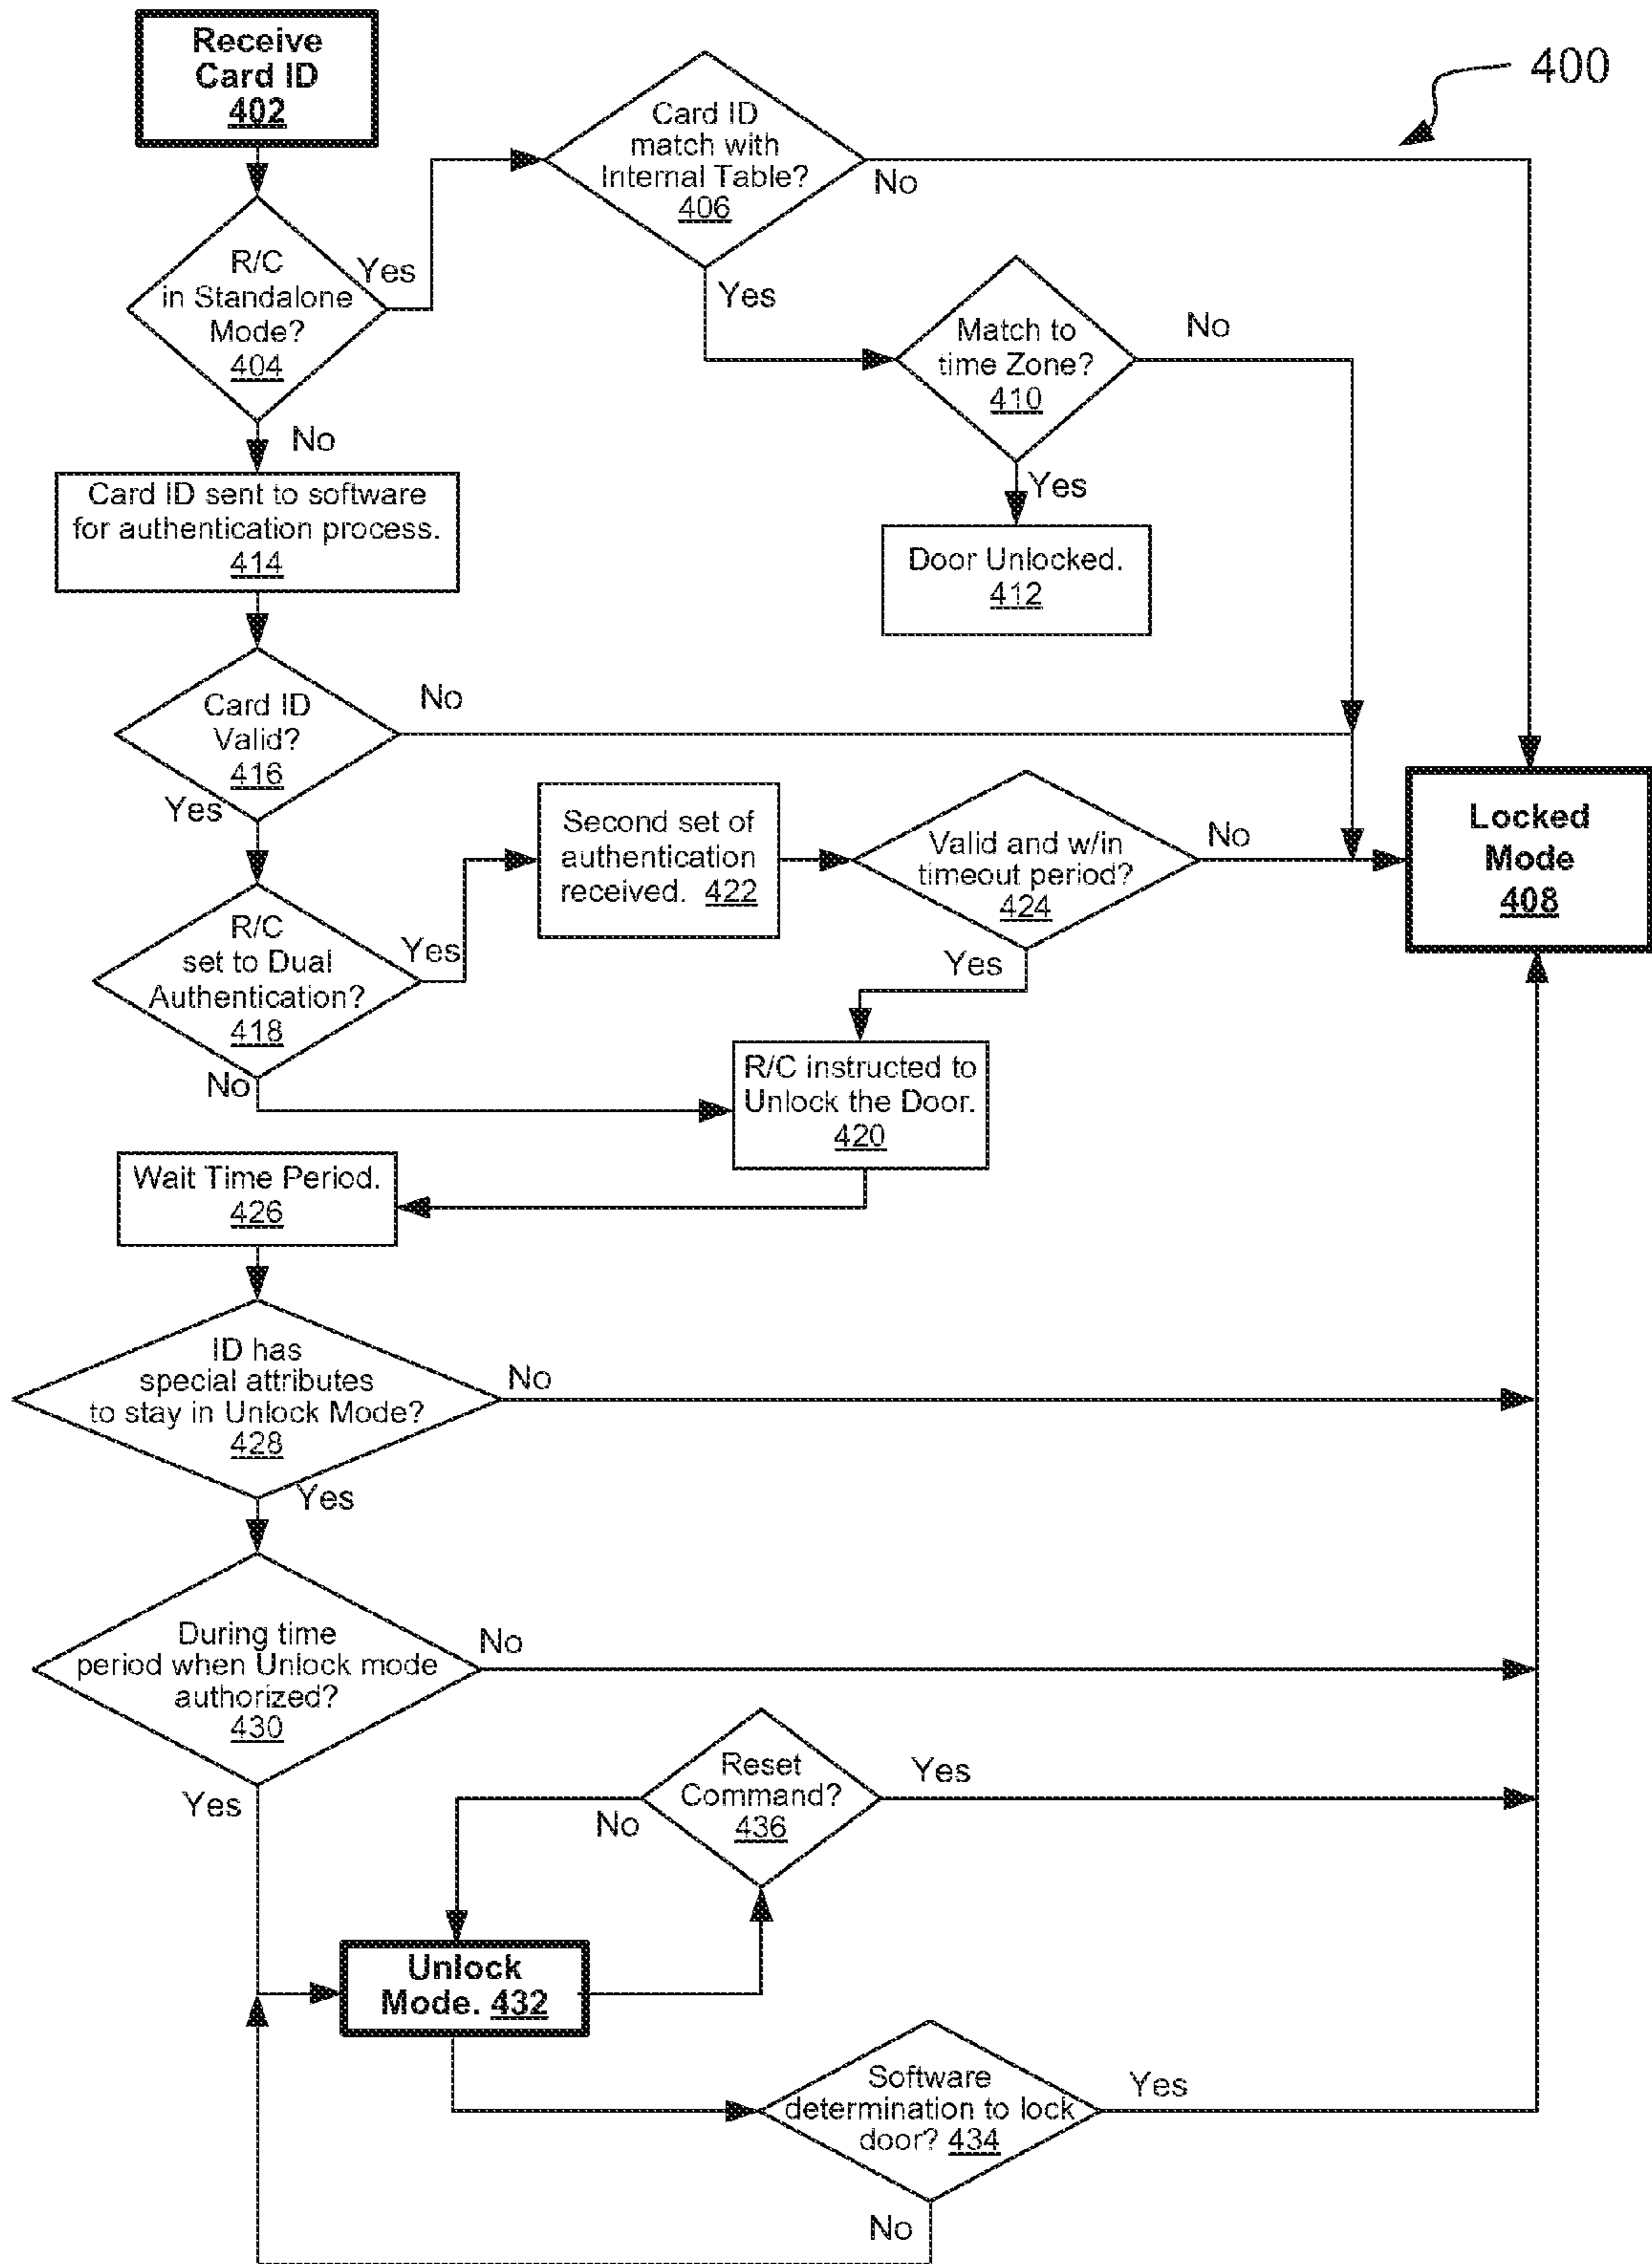 Receive
Card ID
402
400
Card ID
match with
Internal Table?
406
No
Yes
R/C
in Standalone
Mode?
404
Yes
No
Match to
time Zone?
410
No
Yes
Door Unlocked.
412
Card ID sent to software
for authentication process.
414
Card ID
Valid?
416
No
Yes
Second set of
authentication
received. 422
Valid and w/in
timeout period?
424
No
Yes
Locked
Mode
408
R/C
set to Dual
Authentication?
418
Yes
No
R/C instructed to
Unlock the Door.
420
Wait Time Period.
426
ID has
special attributes
to stay in Unlock Mode?
428
No
Yes
During time
period when Unlock mode
authorized?
430
No
Yes
Reset
Command?
436
Yes
No
Unlock
Mode. 432
Software
determination to lock
door? 434
Yes
No